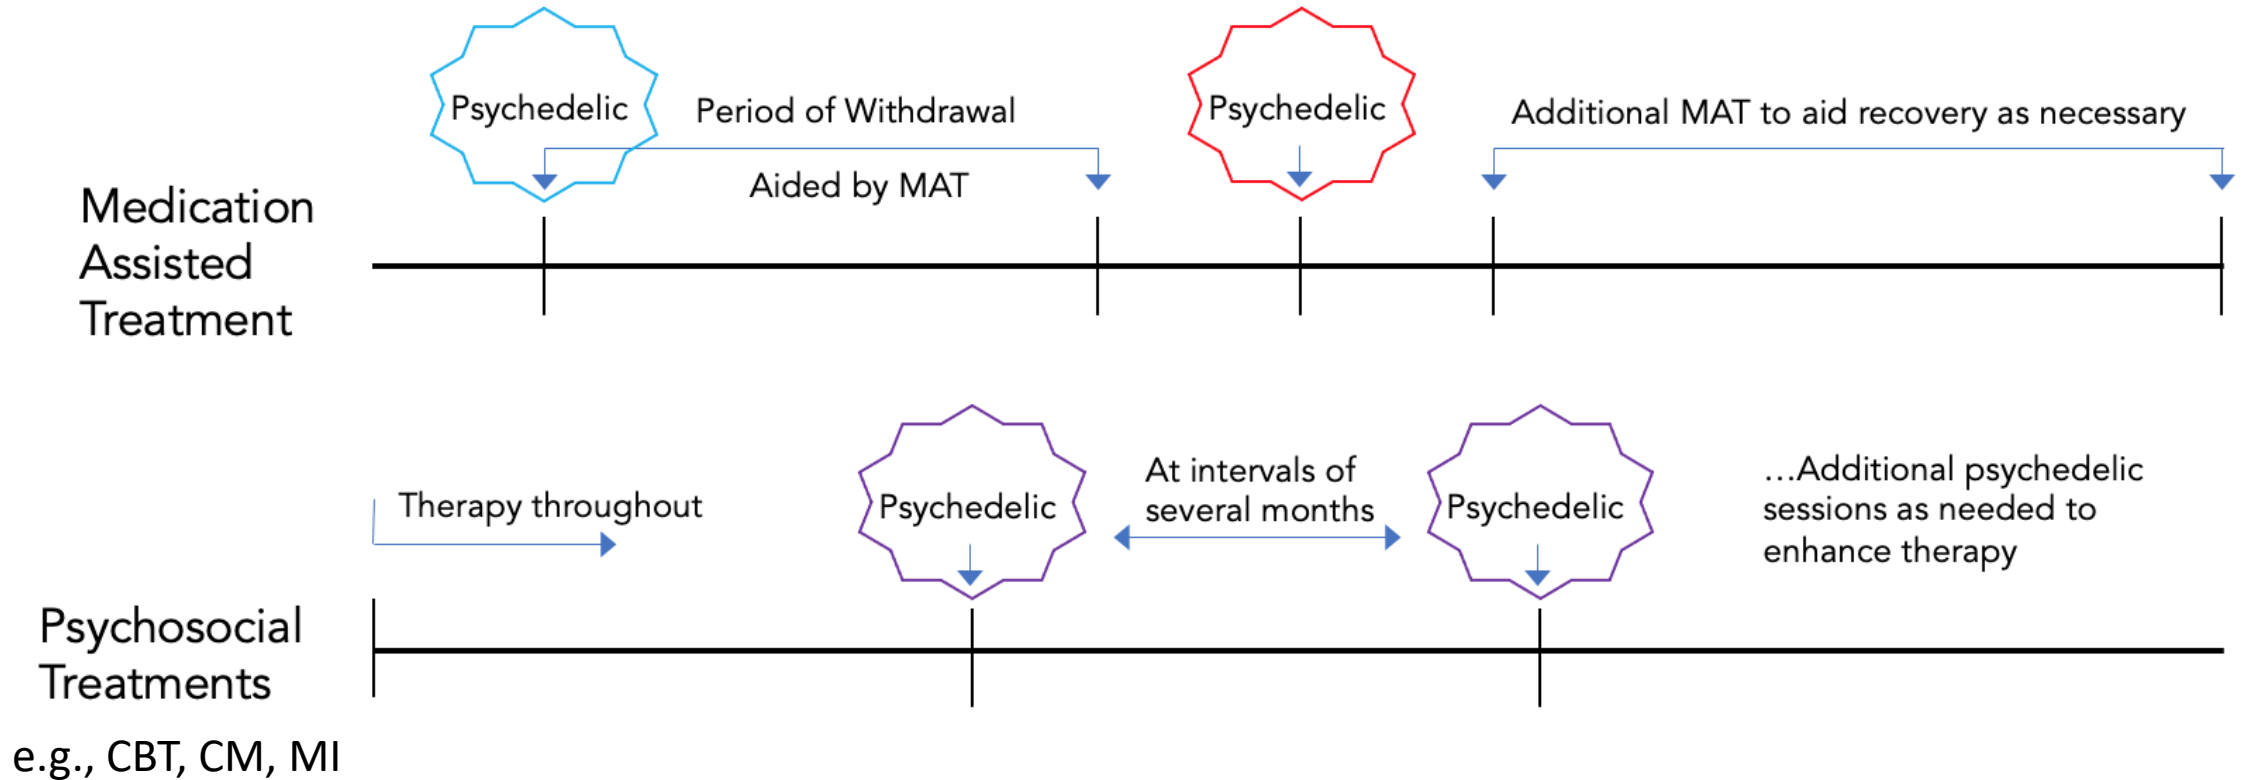 Psychedelic
Period of Withdrawal
Aided by MAT
Psychedelic
Additional MAT to aid recovery as necessary
Medication
Assisted
Treatment
Therapy throughout
Psychedelic
At intervals of
several months
Psychedelic
...Additional psychedelic
sessions as needed to
enhance therapy
Psychosocial
Treatments
e.g., CBT, CM, MI